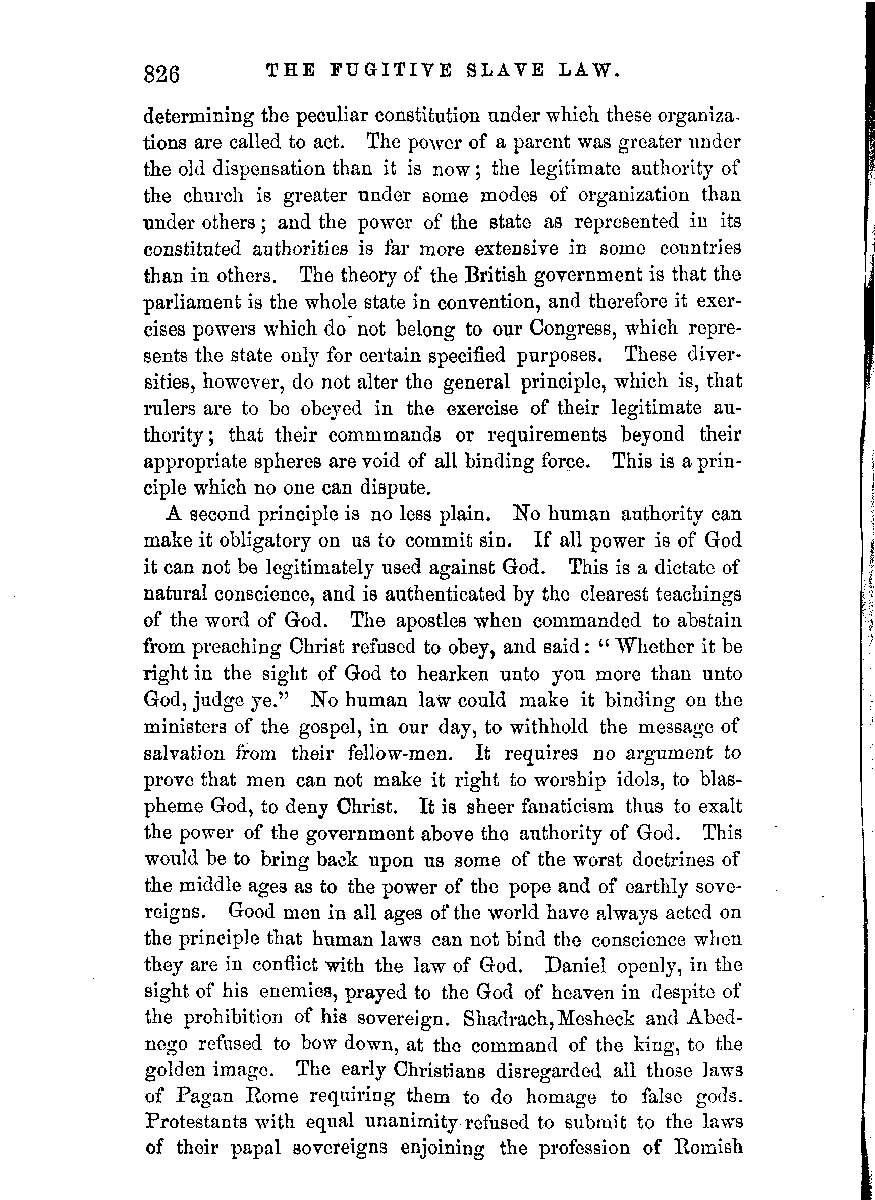 826 THE FUGITIVE SLAVE LAW.
determining the peculiar constitution under which these organiza-
tions are called to act. The power of a parent was greater under
the old dispensation than it is now; the legitimate authority of
the church is greater under some modes of organization than
under others; and the power of the state as represented in its
constituted authorities is far more extensive in some countries
than in others. The theory of the British government is that the
parliament is the whole state in convention, and therefore it exer-
cises powers which do not belong to our Congress, which repre-
sents the state only for certain specified purposes. These diver-
sities, however, do not alter the general principle, which is, that
rulers are to be obeyed in the exercise of their legitimate au-
thority; that their commmands or requirements beyond their
appropriate spheres are void of all binding force. This is a prin-
ciple which no one can dispute.
A second principle is no less plain. No human authority can
make it obligatory on us to commit sin. If all power is of God
it can not be legitimately used against God. This is a dictate of
natural conscience, and is authenticated by the clearest teachings
of the word of God. The apostles when commanded to abstain
from preaching Christ refused to obey, and said: "Whether it be
right in the sight of God to hearken unto you more than unto
God, judge ye." No human law could make it binding on the
ministers of the gospel, in our day, to withhold the message of
salvation from their fellow-men. It requires no argument to
prove that men can not make it right to worship idols, to blas-
pheme God, to deny Christ. It is sheer fanaticism thus to exalt
the power of the government above the authority of God. This
would be to bring back upon us some of the worst doctrines of
the middle ages as to the power of the pope and of earthly sove-
reigns. Good men in all ages of the world have always acted on
the principle that human laws can not bind the conscience when
they are in conflict with the law of God. Daniel openly, in the
sight of his enemies, prayed to the God of heaven in despite of
the prohibition of his sovereign. Shadrach, Mesheck and Abed-
nego refused to bow down, at the command of the king, to the
golden image. The early Christians disregarded all those laws
of Pagan Rome requiring them to do homage to false gods.
Protestants with equal unanimity refused to submit to the laws
of their papal sovereigns enjoining the profession of Romish